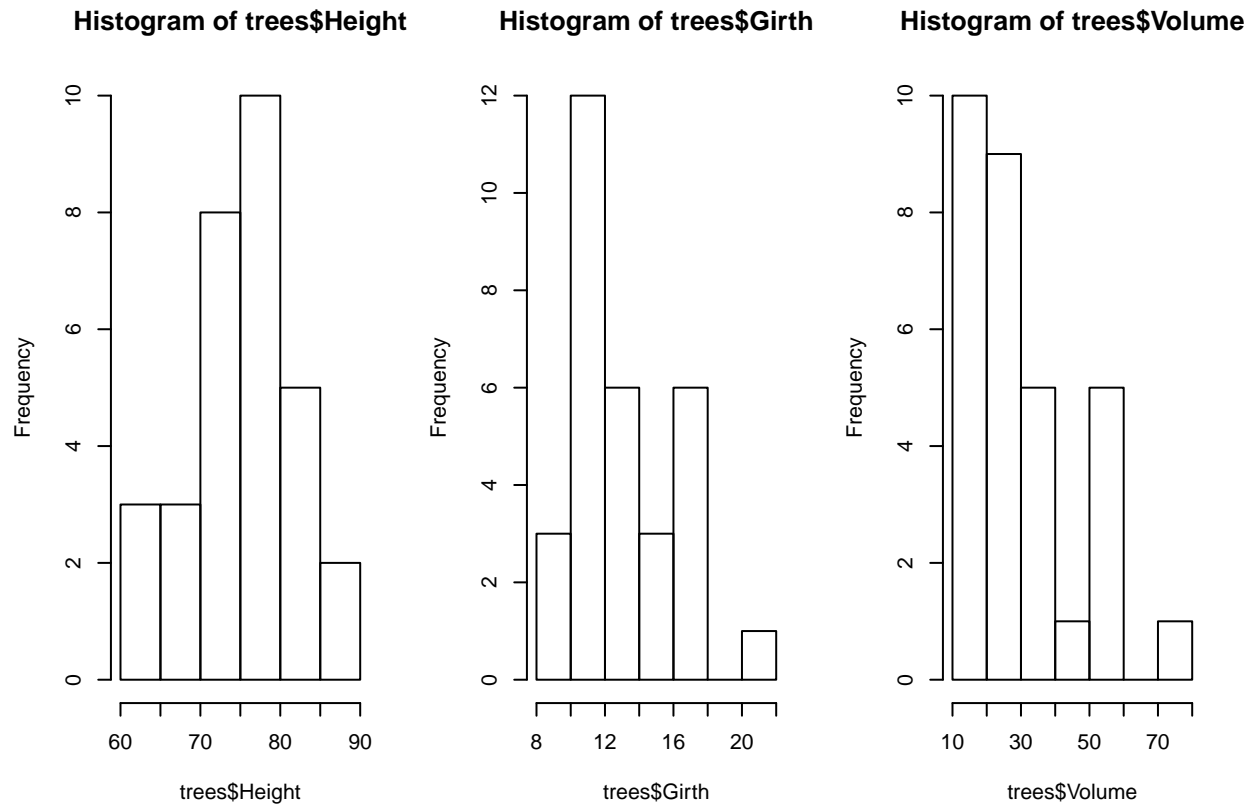 Histogram of trees$Height
Frequency
0
2
4
6
8
10
60 70 80 90
trees$Height
Histogram of trees$Girth
Frequency
0
2
4
6
8
10
12
8 12 16 20
trees$Girth
Histogram of trees$Volume
Frequency
0
2
4
6
8
10
10 30 50 70
trees$Volume